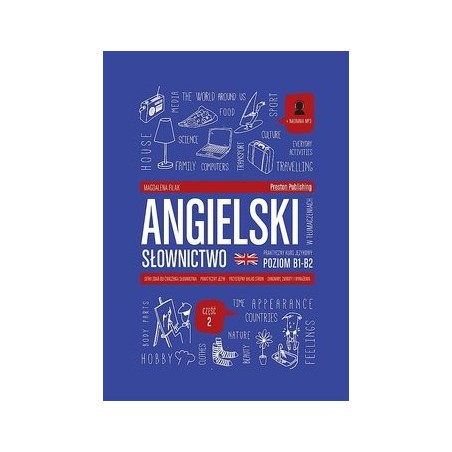 MEDIA
THE WORLD AROUND US
FOOD
SPORT
+ NAGRANIA MP3
HOUSE
SCIENCE
CULTURE
EVERYDAY
ACTIVITIES
TRANSPORT
FAMILY
COMPUTERS
TRAVELLING
MAGDALENA FILAK
Preston Publishing
ANGIELSKI
W TŁUMACZENIACH
SŁOWNICTWO
PRAKTYCZNY KURS JĘZYKOWY
POZIOM B1-B2
CZĘŚĆ
2
TIME
APPEARANCE
COUNTRIES
BODY PARTS
NATURE
FEELINGS
HOBBY
CLOTHES
BEAUTY